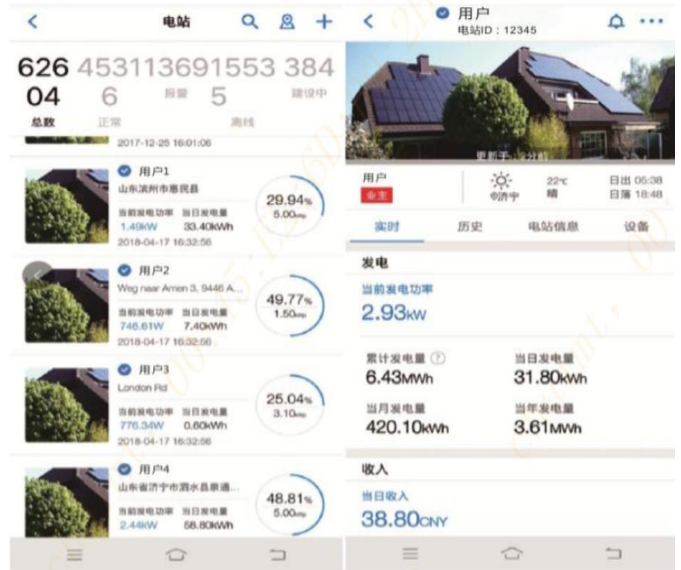 电站
626 453113691553 384
04 6 报警 5 建设中
总数 正常 离线
2017-12-25 16:01:06
用户1
山东滨州市惠民县
当前发电功率 当日发电量
1.49kW 33.40kWh
2018-04-17 16:32:56
29.94%
5.00kWp
用户2
Weg naar Amen 3, 9446 A...
当前发电功率 当日发电量
746.61W 7.40kWh
2018-04-17 16:32:56
49.77%
1.50kWp
用户3
London Rd
当前发电功率 当日发电量
776.34W 0.60kWh
2018-04-17 16:32:56
25.04%
3.10kWp
用户4
山东省济宁市泗水县泉通...
当前发电功率 当日发电量
2.44kW 58.80kWh
48.81%
5.00kWp
用户
电站ID:12345
更新于 2分前
用户
业主
济宁
22℃
晴
日出 05:38
日落 18:48
实时 历史 电站信息 设备
发电
当前发电功率
2.93kW
累计发电量 ? 当日发电量
6.43MWh 31.80kWh
当月发电量 当年发电量
420.10kWh 3.61MWh
收入
当日收入
38.80CNY